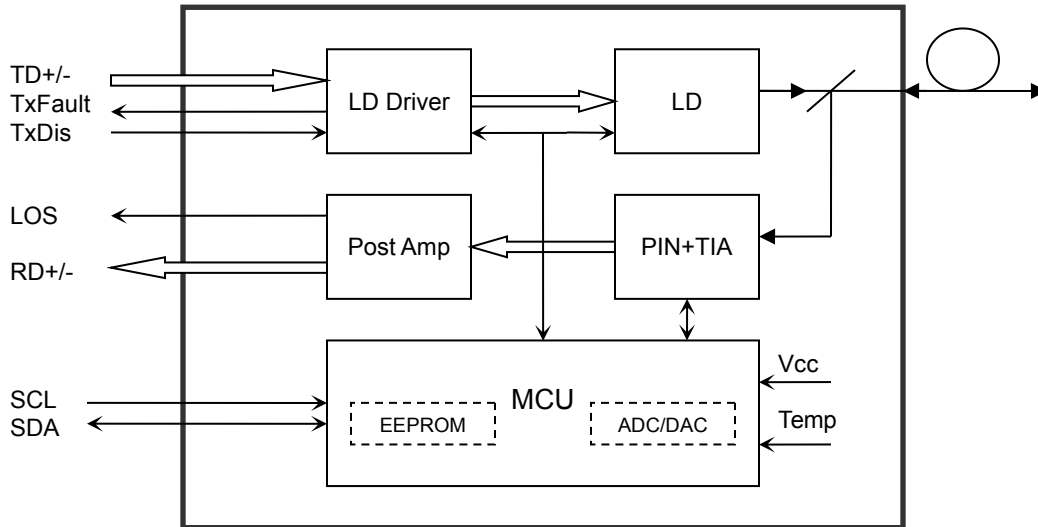 TD+/-
TxFault
TxDis
LD Driver
LD
LOS
RD+/-
Post Amp
PIN+TIA
SCL
SDA
MCU
EEPROM
ADC/DAC
Vcc
Temp